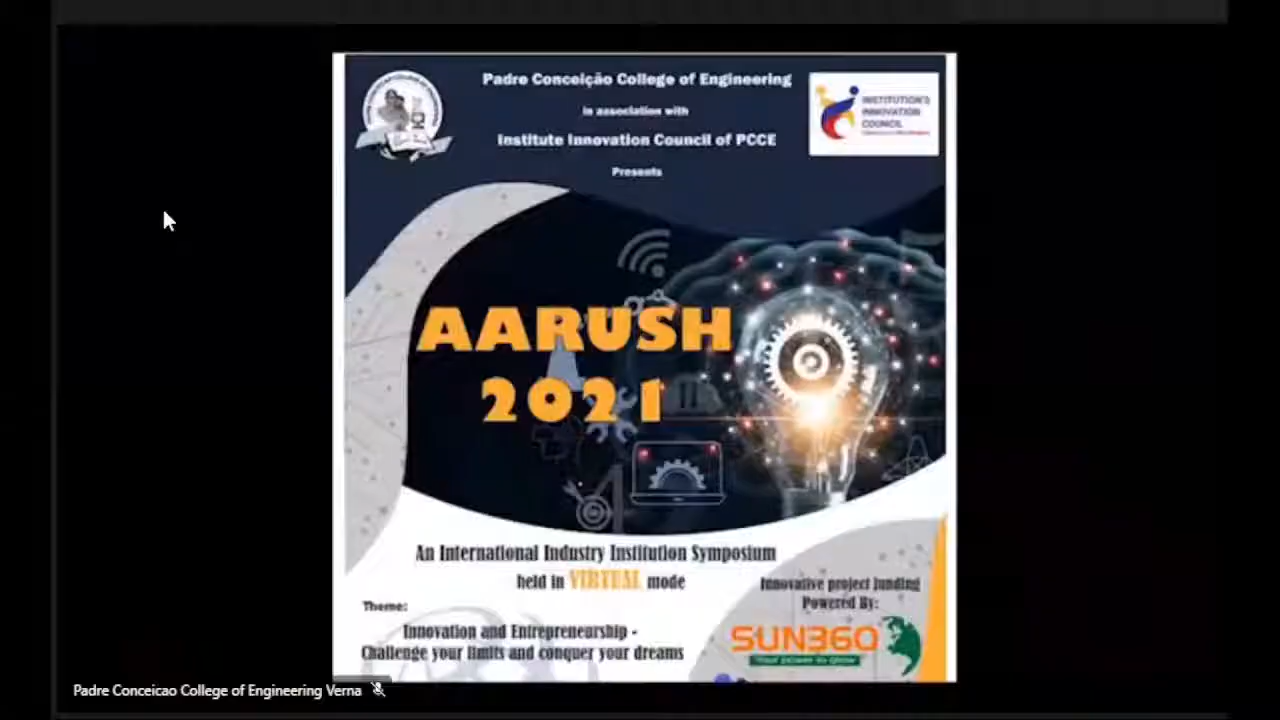 Padre Conceição College of Engineering
in association with
Institute Innovation Council of PCCE
Presents
INSTITUTION'S
INNOVATION
COUNCIL
AARUSH
2021
An International Industry Institution Symposium
held in VIRTUAL mode
Theme:
Innovation and Entrepreneurship -
Challenge your limits and conquer your dreams
Innovative project funding
Powered By:
SUN360
Padre Conceicao College of Engineering Verna